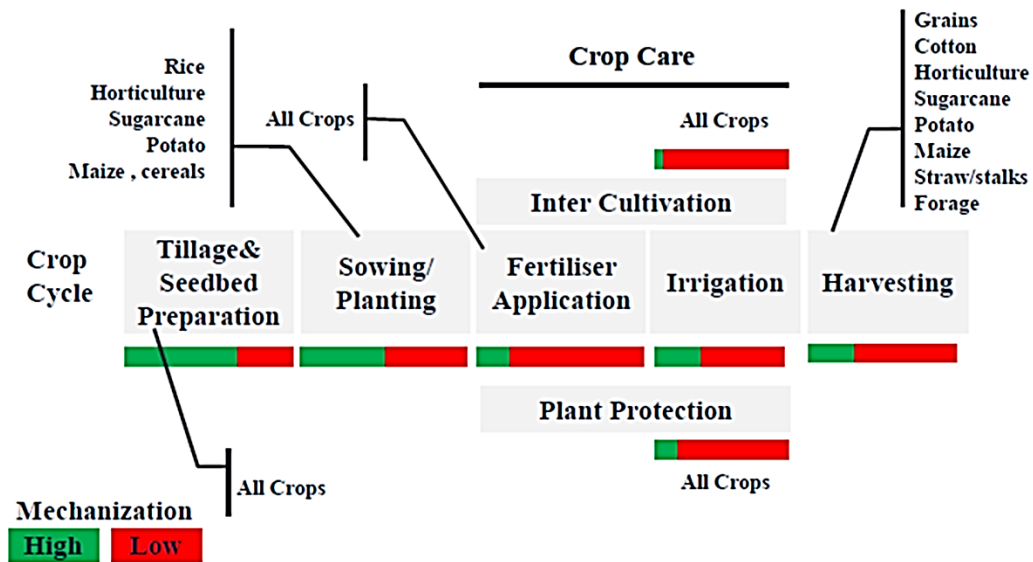 Rice
Horticulture
Sugarcane
Potato
Maize , cereals
All Crops
Crop Care
All Crops
Inter Cultivation
Grains
Cotton
Horticulture
Sugarcane
Potato
Maize
Straw/stalks
Forage
Crop
Cycle
Tillage&
Seedbed
Preparation
Sowing/
Planting
Fertiliser
Application
Irrigation
Harvesting
Plant Protection
All Crops
All Crops
Mechanization
High
Low